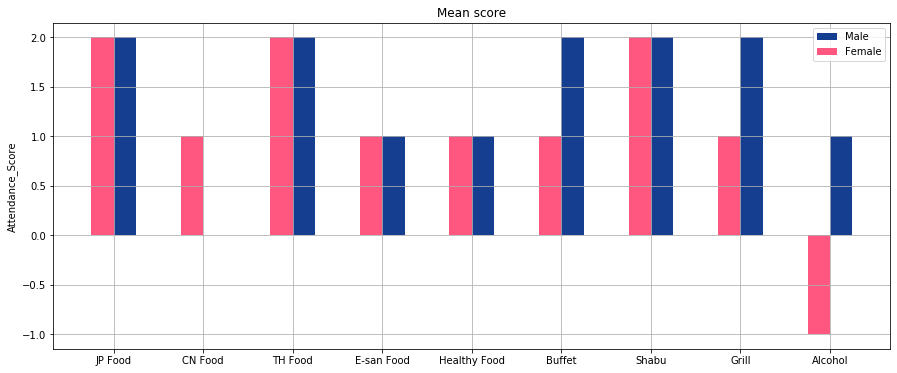 Mean score
Male
Female
Attendance_Score
2.0
1.5
1.0
0.5
0.0
−0.5
−1.0
JP Food CN Food TH Food E-san Food Healthy Food Buffet Shabu Grill Alcohol